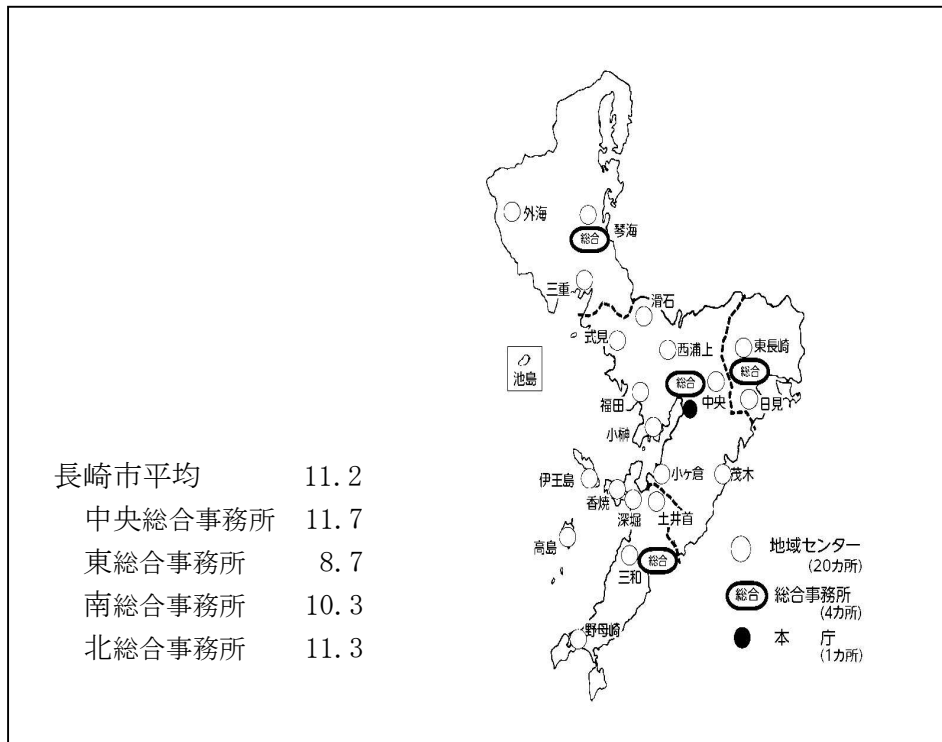 外海
琴海
総合
三重
滑石
式見
西浦上
東長崎
池島
総合
総合
中央
福田
日見
小榊
長崎市平均 11.2
中央総合事務所 11.7
東総合事務所 8.7
南総合事務所 10.3
北総合事務所 11.3
伊王島
香焼
小ヶ倉
茂木
深堀
土井首
高島
三和
総合
野母崎
地域センター
(20カ所)
総合 総合事務所
(4カ所)
本 庁
(1カ所)